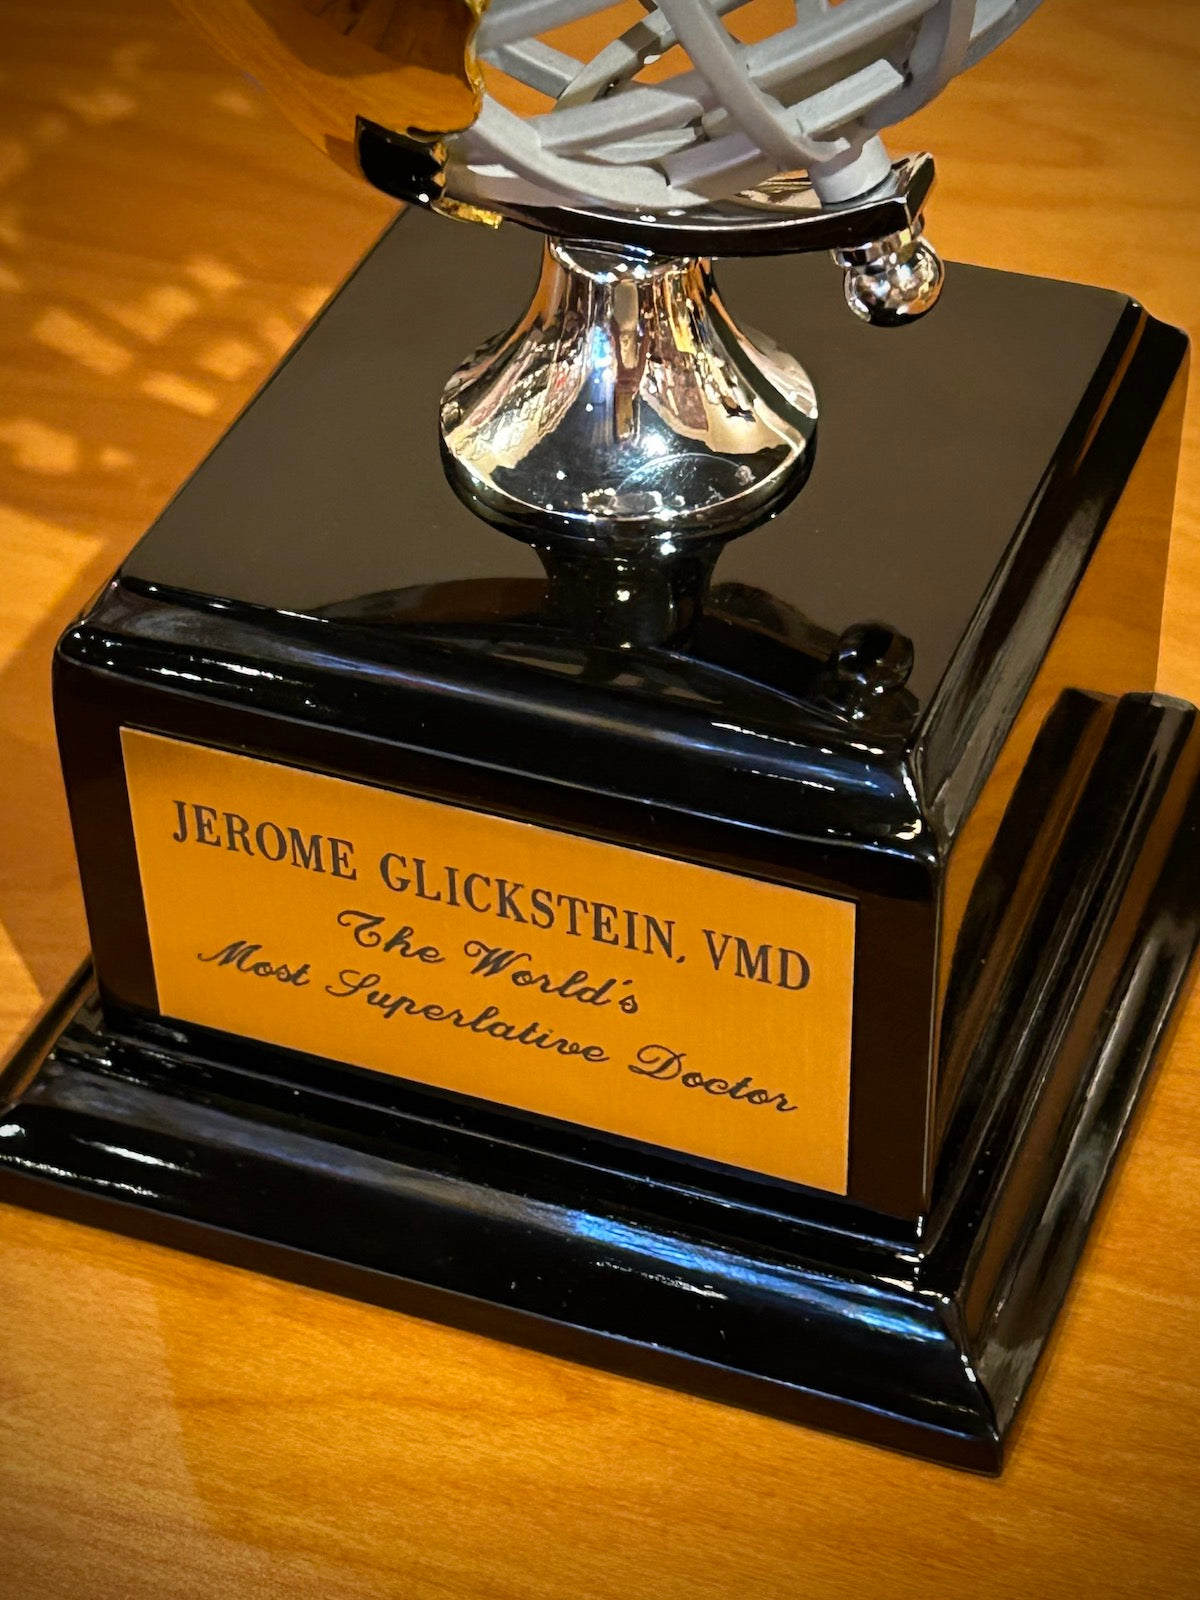 JEROME GLICKSTEIN, VMD
The World's
Most Superlative Doctor